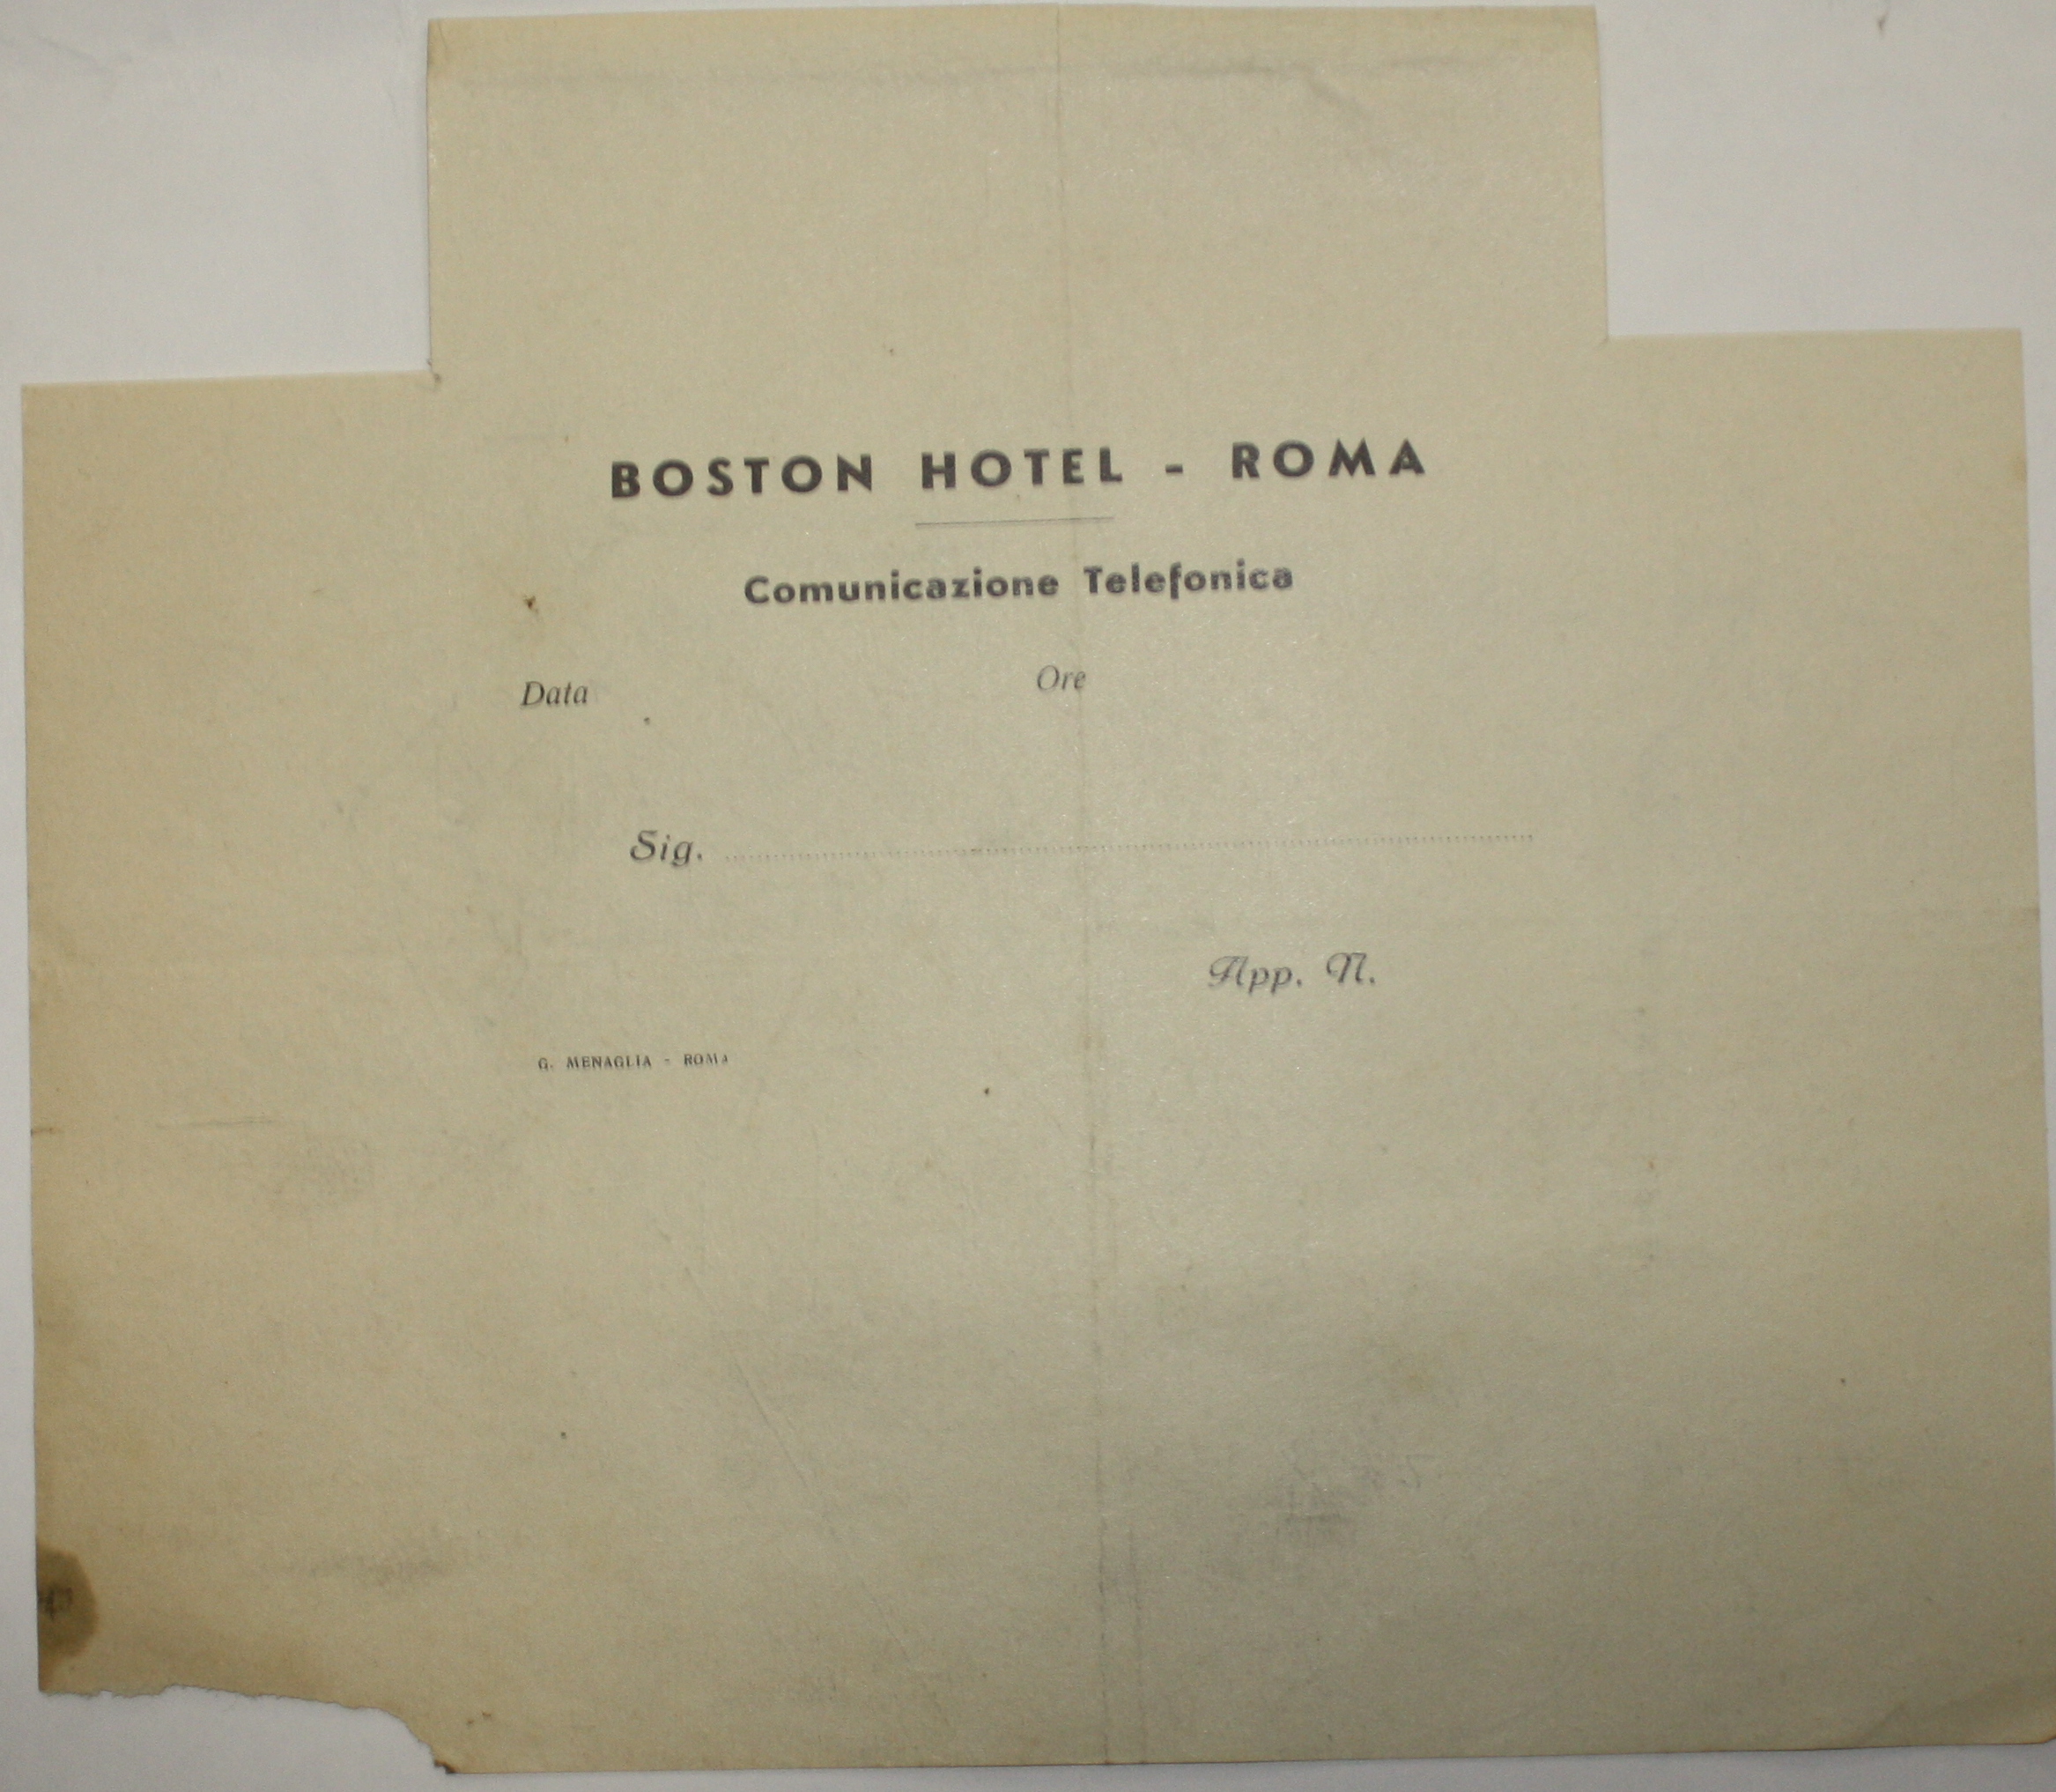 BOSTON HOTEL - ROMA
Comunicazione Telefonica
Data Ore
Sig.
App. N.
G. MENAGLIA - ROMA